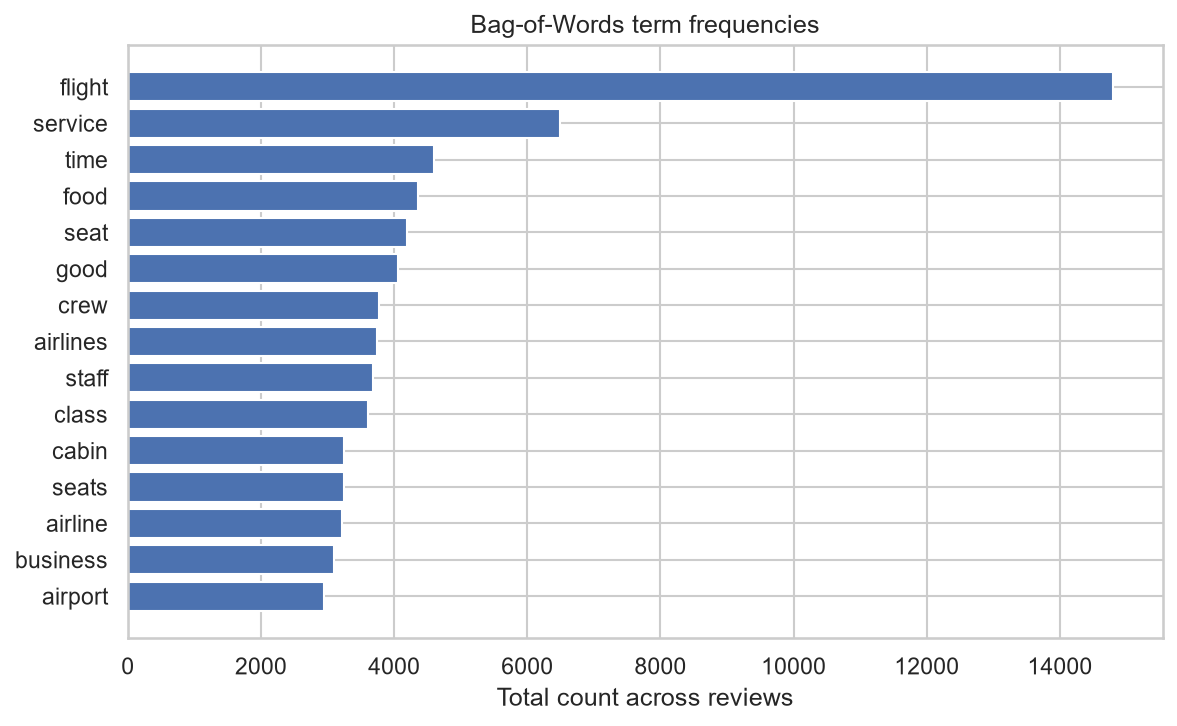 Bag-of-Words term frequencies
flight
service
time
food
seat
good
crew
airlines
staff
class
cabin
seats
airline
business
airport
0 2000 4000 6000 8000 10000 12000 14000
Total count across reviews